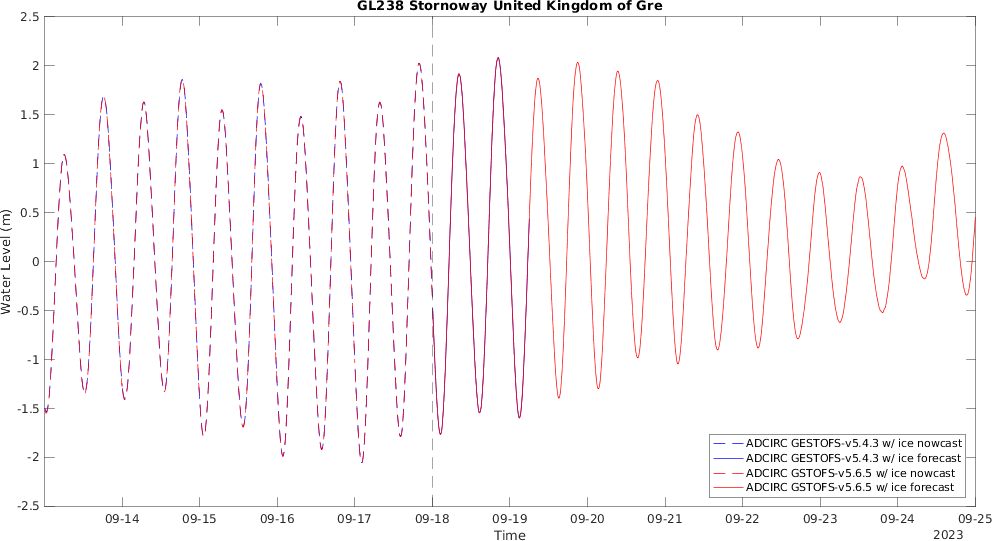 GL238 Stornoway United Kingdom of Gre
2.5
2
1.5
1
0.5
0
-0.5
-1
-1.5
-2
-2.5
Water Level (m)
09-14 09-15 09-16 09-17 09-18 09-19 09-20 09-21 09-22 09-23 09-24 09-25
Time
2023
ADCIRC GESTOFS-v5.4.3 w/ ice nowcast
ADCIRC GESTOFS-v5.4.3 w/ ice forecast
ADCIRC GSTOFS-v5.6.5 w/ ice nowcast
ADCIRC GSTOFS-v5.6.5 w/ ice forecast